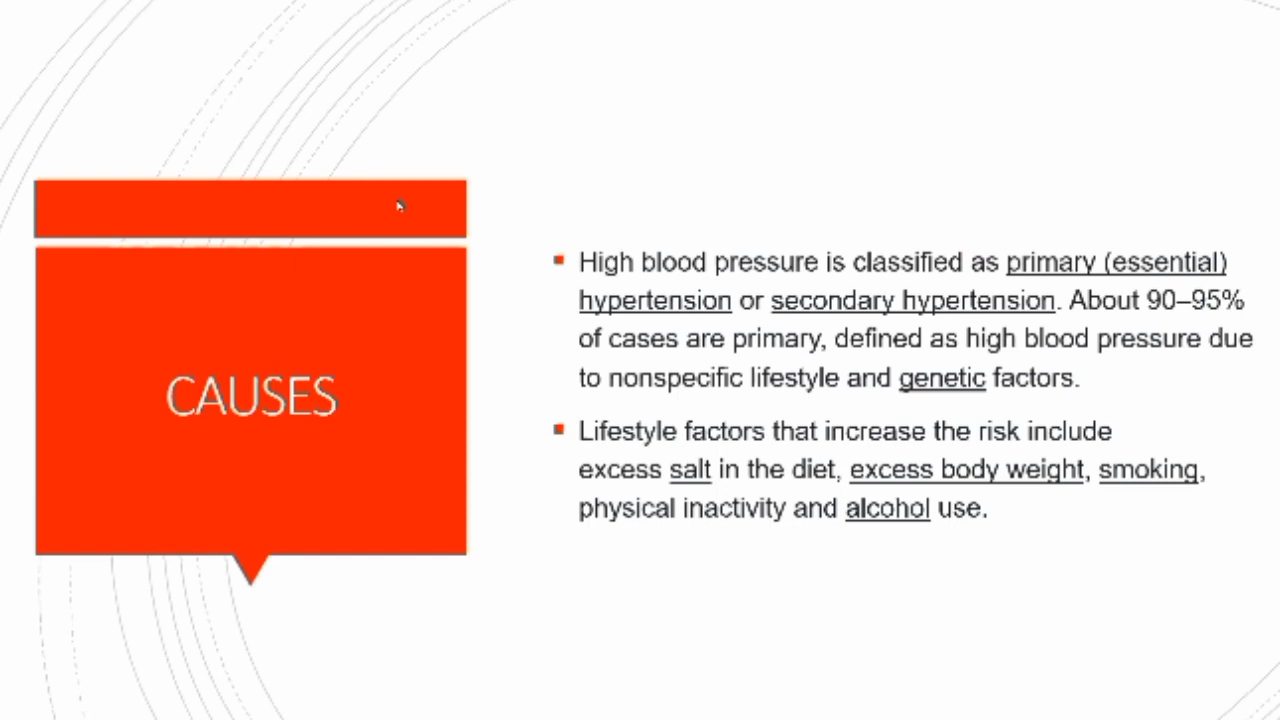 CAUSES
High blood pressure is classified as primary (essential)
hypertension or secondary hypertension. About 90–95%
of cases are primary, defined as high blood pressure due
to nonspecific lifestyle and genetic factors.
Lifestyle factors that increase the risk include
excess salt in the diet, excess body weight, smoking,
physical inactivity and alcohol use.